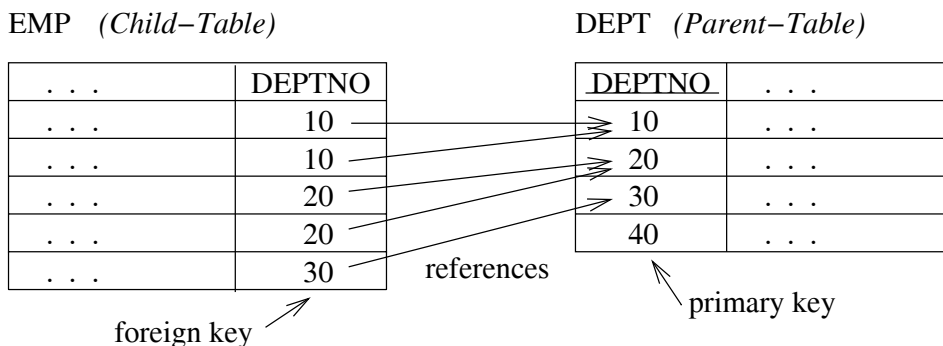 EMP (Child−Table) DEPT (Parent−Table)
. . . DEPTNO DEPTNO . . .
. . . 10 10 . . .
. . . 10 20 . . .
. . . 20 30 . . .
. . . 20 40 . . .
. . . 30
references
primary key
foreign key